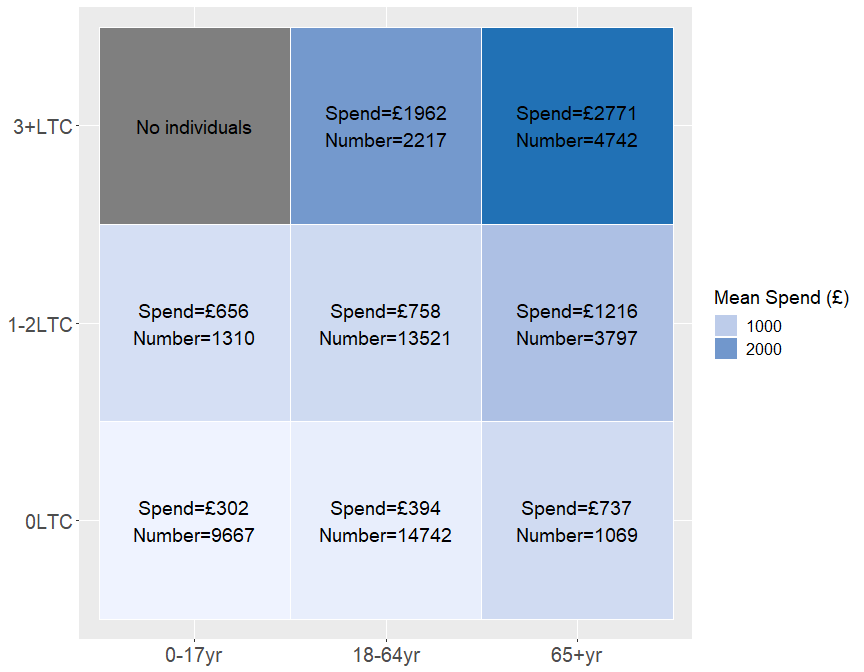 3+LTC
No individuals
Spend=£1962
Number=2217
Spend=£2771
Number=4742
1-2LTC
Spend=£656
Number=1310
Spend=£758
Number=13521
Spend=£1216
Number=3797
0LTC
Spend=£302
Number=9667
Spend=£394
Number=14742
Spend=£737
Number=1069
0-17yr
18-64yr
65+yr
Mean Spend (£)
1000
2000